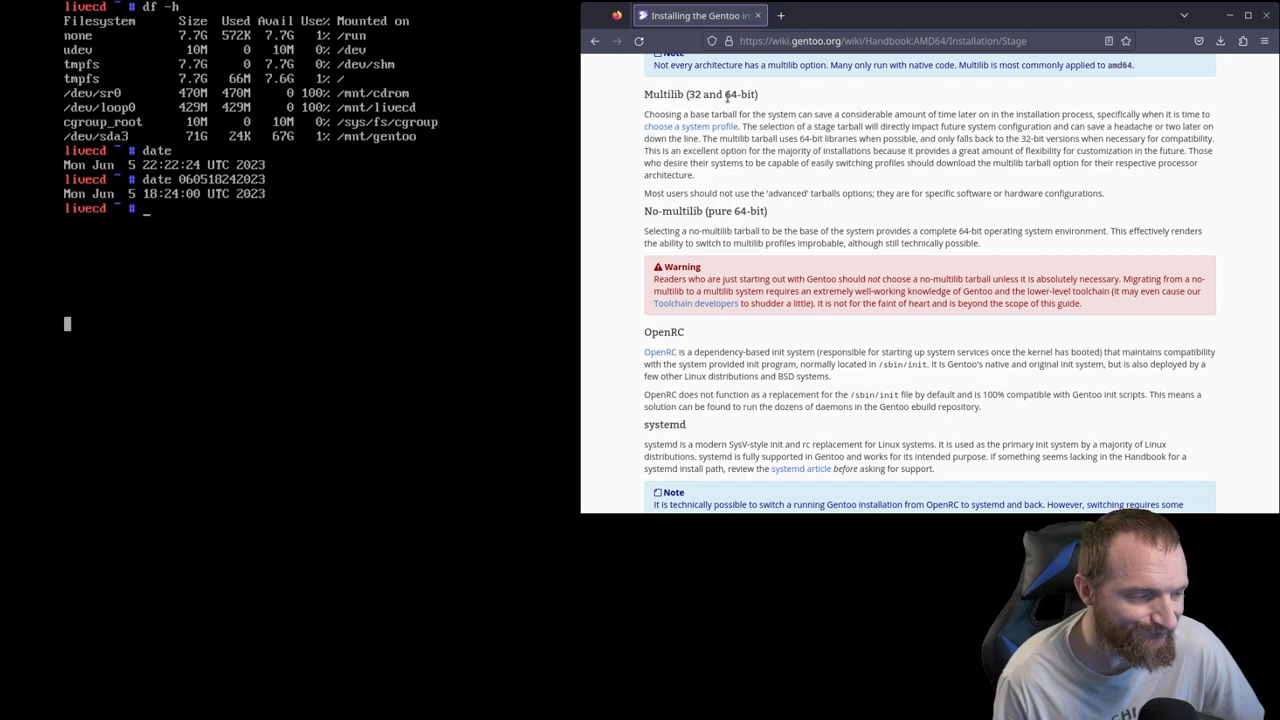 livecd ~ # df -h
Filesystem Size Used Avail Use% Mounted on
none 7.7G 572K 7.7G 1% /run
udev 10M 0 10M 0% /dev
tmpfs 7.7G 0 7.7G 0% /dev/shm
tmpfs 7.7G 66M 7.6G 1% /
/dev/sr0 470M 470M 0 100% /mnt/cdrom
/dev/loop0 429M 429M 0 100% /mnt/livecd
cgroup_root 10M 0 10M 0% /sys/fs/cgroup
/dev/sda3 71G 24K 67G 1% /mnt/gentoo
livecd ~ # date
Mon Jun 5 22:22:24 UTC 2023
livecd ~ # date 060518242023
Mon Jun 5 18:24:00 UTC 2023
livecd ~ # _
Installing the Gentoo in
https://wiki.gentoo.org/wiki/Handbook:AMD64/Installation/Stage
Note
Not every architecture has a multilib option. Many only run with native code. Multilib is most commonly applied to amd64.
Multilib (32 and 64-bit)
Choosing a base tarball for the system can save a considerable amount of time later on in the installation process, specifically when it is time to
choose a system profile. The selection of a stage tarball will directly impact future system configuration and can save a headache or two later on
down the line. The multilib tarball uses 64-bit libraries when possible, and only falls back to the 32-bit versions when necessary for compatibility.
This is an excellent option for the majority of installations because it provides a great amount of flexibility for customization in the future. Those
who desire their systems to be capable of easily switching profiles should download the multilib tarball option for their respective processor
architecture.
Most users should not use the 'advanced' tarballs options; they are for specific software or hardware configurations.
No-multilib (pure 64-bit)
Selecting a no-multilib tarball to be the base of the system provides a complete 64-bit operating system environment. This effectively renders
the ability to switch to multilib profiles improbable, although still technically possible.
Warning
Readers who are just starting out with Gentoo should not choose a no-multilib tarball unless it is absolutely necessary. Migrating from a no-
multilib to a multilib system requires an extremely well-working knowledge of Gentoo and the lower-level toolchain (it may even cause our
Toolchain developers to shudder a little). It is not for the faint of heart and is beyond the scope of this guide.
OpenRC
OpenRC is a dependency-based init system (responsible for starting up system services once the kernel has booted) that maintains compatibility
with the system provided init program, normally located in /sbin/init. It is Gentoo's native and original init system, but is also deployed by a
few other Linux distributions and BSD systems.
OpenRC does not function as a replacement for the /sbin/init file by default and is 100% compatible with Gentoo init scripts. This means a
solution can be found to run the dozens of daemons in the Gentoo ebuild repository.
systemd
systemd is a modern SysV-style init and rc replacement for Linux systems. It is used as the primary init system by a majority of Linux
distributions. systemd is fully supported in Gentoo and works for its intended purpose. If something seems lacking in the Handbook for a
systemd install path, review the systemd article before asking for support.
Note
It is technically possible to switch a running Gentoo installation from OpenRC to systemd and back. However, switching requires some